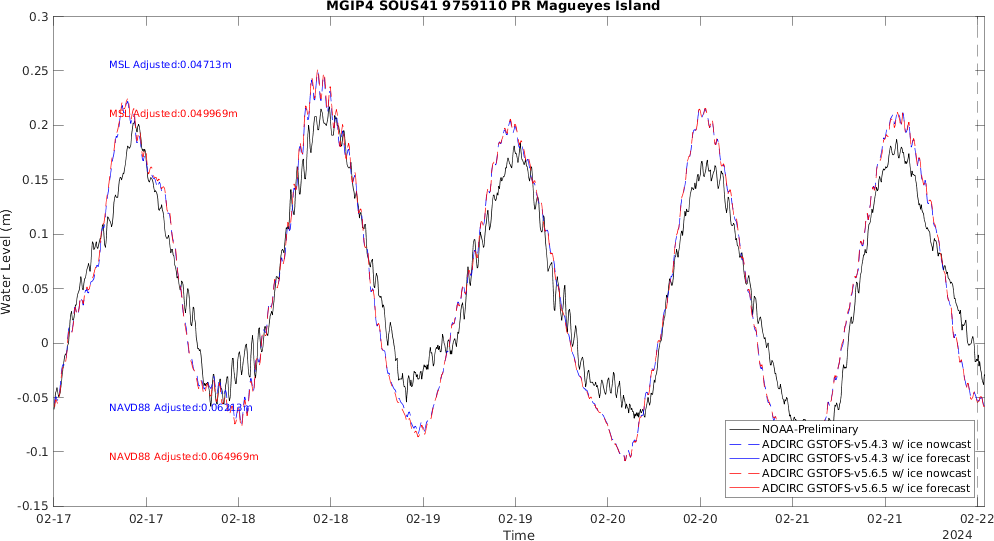 MGIP4 SOUS41 9759110 PR Magueyes Island
0.3
0.25
0.2
0.15
0.1
0.05
0
-0.05
-0.1
-0.15
Water Level (m)
MSL Adjusted:0.04713m
MSL Adjusted:0.049969m
NAVD88 Adjusted:0.06213m
NAVD88 Adjusted:0.064969m
NOAA-Preliminary
ADCIRC GSTOFS-v5.4.3 w/ ice nowcast
ADCIRC GSTOFS-v5.4.3 w/ ice forecast
ADCIRC GSTOFS-v5.6.5 w/ ice nowcast
ADCIRC GSTOFS-v5.6.5 w/ ice forecast
02-17 02-17 02-18 02-18 02-19 02-19 02-20 02-20 02-21 02-21 02-22
Time
2024